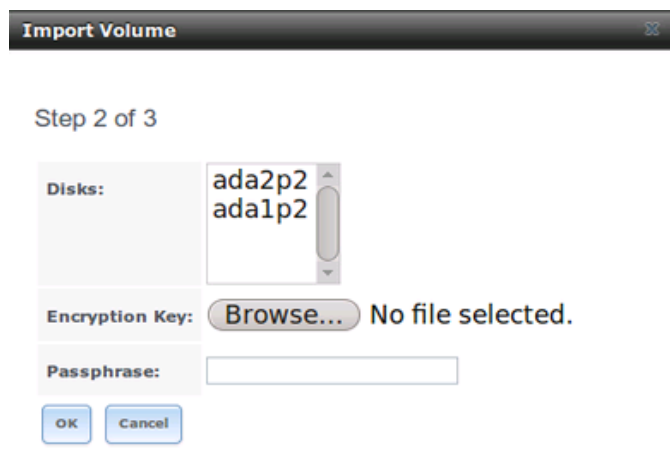 Import Volume
Step 2 of 3
Disks:
ada2p2
ada1p2
Encryption Key: Browse... No file selected.
Passphrase:
OK Cancel